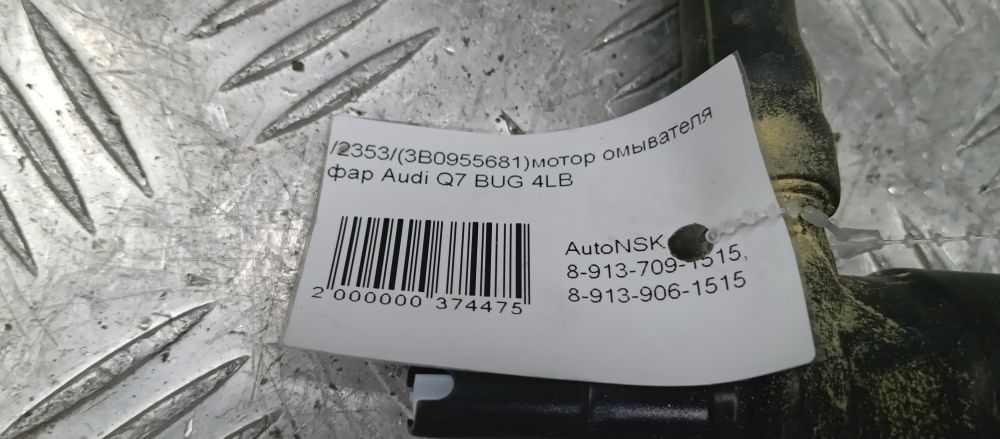 /2353/(3B0955681)мотор омывателя
фар Audi Q7 BUG 4LB
AutoNSK
8-913-709-1515,
8-913-906-1515
2 000000 374475